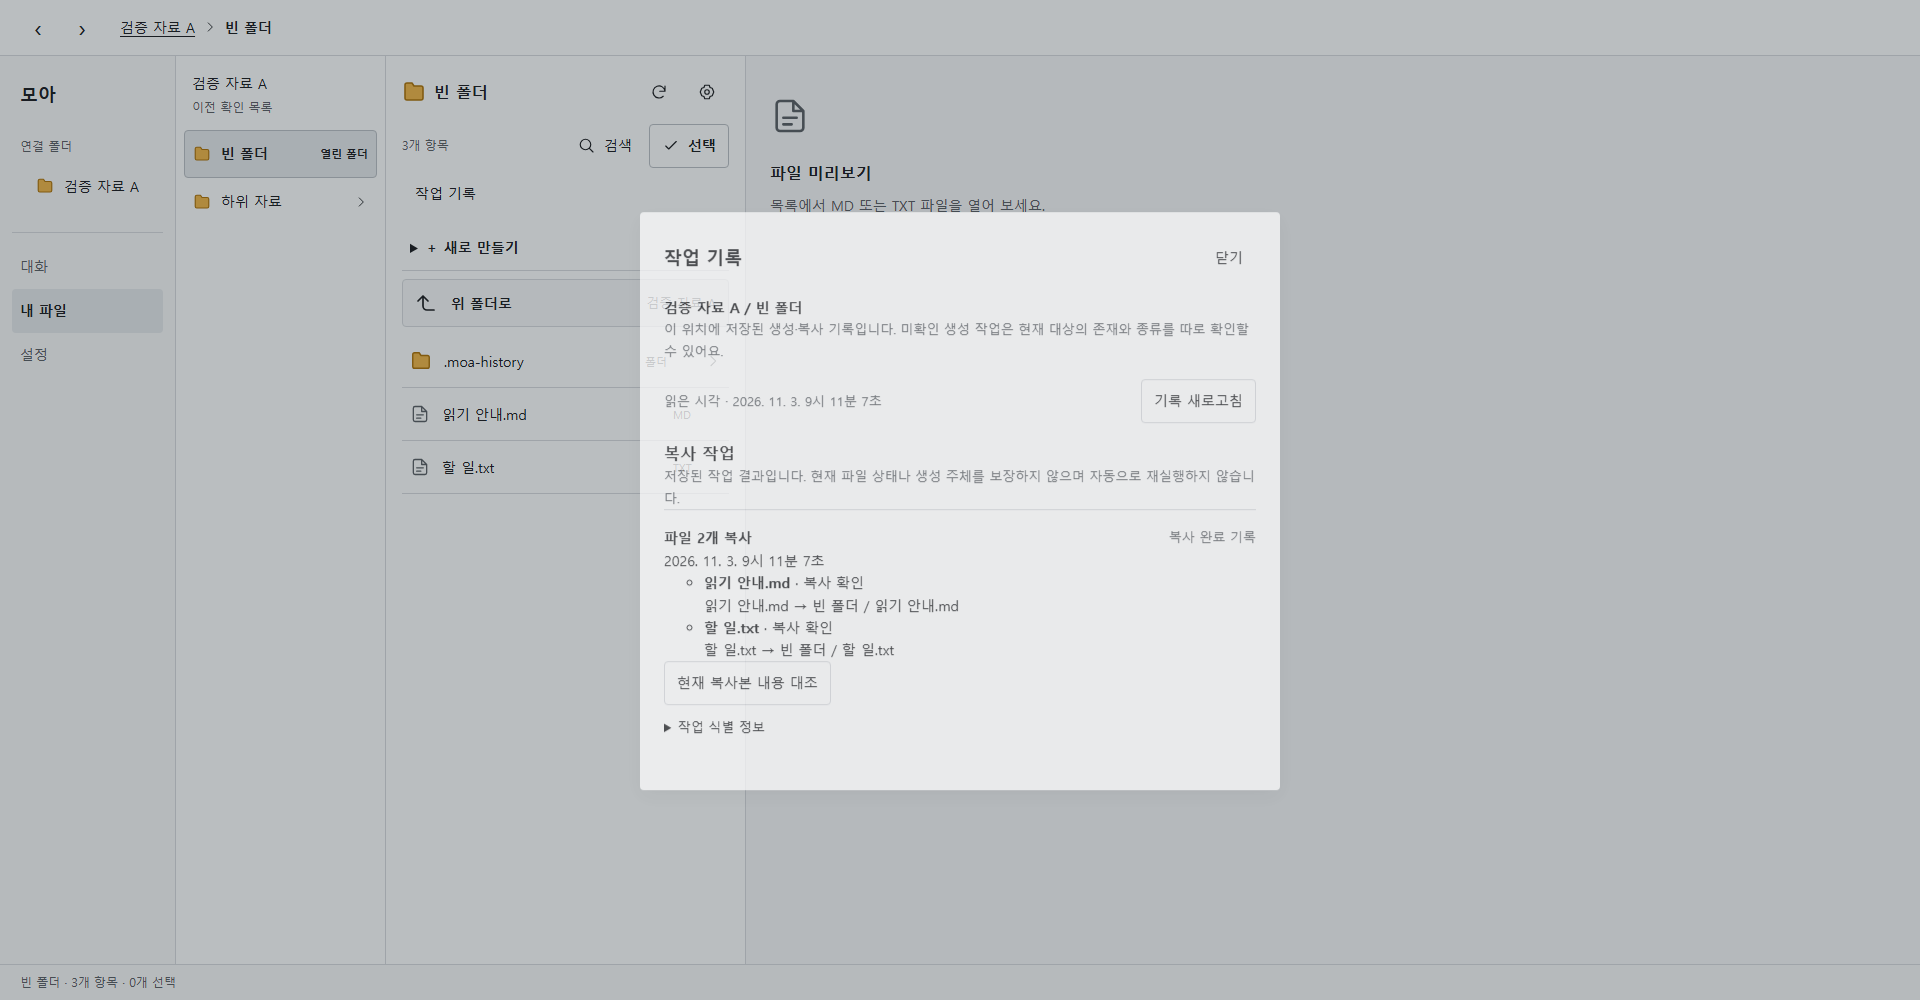 검증 자료 A
빈 폴더
모아
연결 폴더
검증 자료 A
대화
내 파일
설정
검증 자료 A
이전 확인 목록
빈 폴더 열린 폴더
하위 자료
빈 폴더
3개 항목 검색 선택
작업 기록
+ 새로 만들기
위 폴더로 검증 자료 A
.moa-history 폴더
읽기 안내.md MD
할 일.txt TXT
파일 미리보기
목록에서 MD 또는 TXT 파일을 열어 보세요.
작업 기록 닫기
검증 자료 A / 빈 폴더
이 위치에 저장된 생성·복사 기록입니다. 미확인 생성 작업은 현재 대상의 존재와 종류를 따로 확인할
수 있어요.
읽은 시각 · 2026. 11. 3. 9시 11분 7초 기록 새로고침
복사 작업
저장된 작업 결과입니다. 현재 파일 상태나 생성 주체를 보장하지 않으며 자동으로 재실행하지 않습니
다.
파일 2개 복사 복사 완료 기록
2026. 11. 3. 9시 11분 7초
읽기 안내.md · 복사 확인
읽기 안내.md → 빈 폴더 / 읽기 안내.md
할 일.txt · 복사 확인
할 일.txt → 빈 폴더 / 할 일.txt
현재 복사본 내용 대조
작업 식별 정보
빈 폴더 · 3개 항목 · 0개 선택